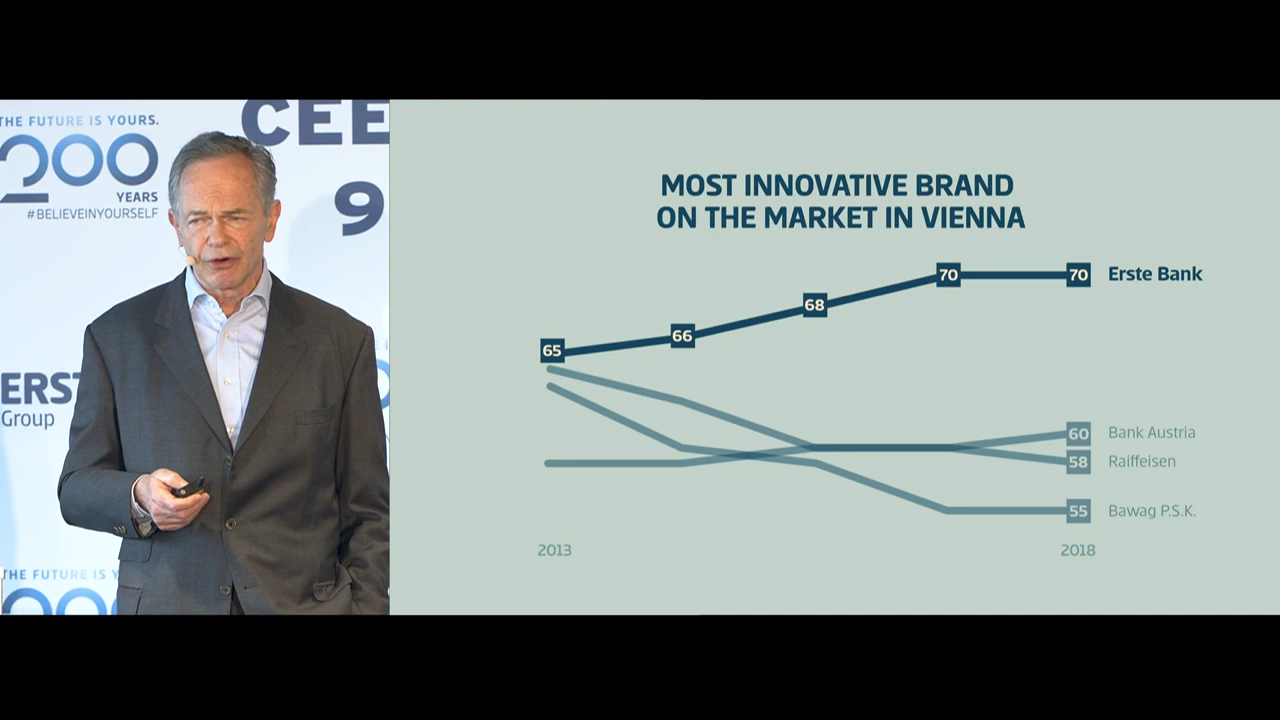 THE FUTURE IS YOURS.
200
YEARS
#BELIEVEINYOURSELF
CEE
9
ERST
Group
THE FUTURE IS Y
MOST INNOVATIVE BRAND
ON THE MARKET IN VIENNA
65
66
68
70
70
Erste Bank
60
Bank Austria
58
Raiffeisen
55
Bawag P.S.K.
2013
2018